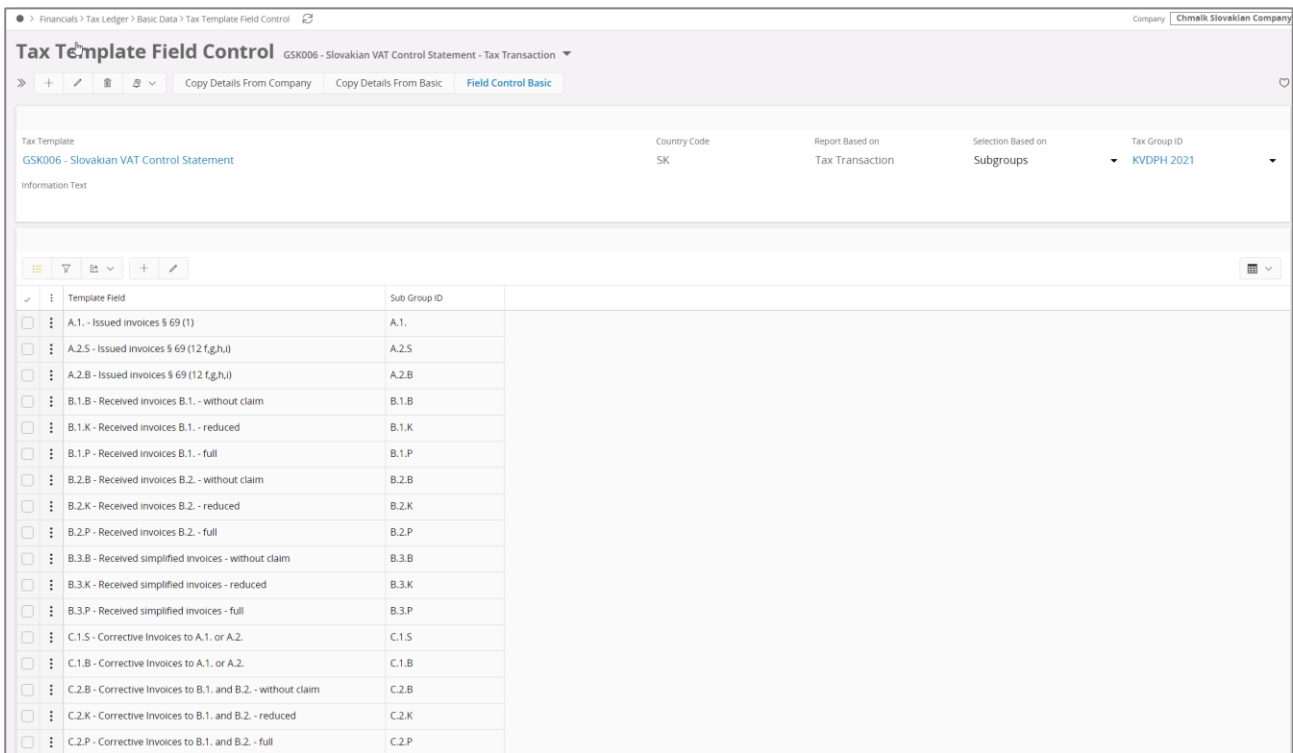 > Financials > Tax Ledger > Basic Data > Tax Template Field Control
Company Chmalk Slovakian Company
Tax Template Field Control GSK006 - Slovakian VAT Control Statement - Tax Transaction
Copy Details From Company Copy Details From Basic Field Control Basic
Tax Template Country Code Report Based on Selection Based on Tax Group ID
GSK006 - Slovakian VAT Control Statement SK Tax Transaction Subgroups KVDPH 2021
Information Text
Template Field Sub Group ID
A.1. - Issued invoices § 69 (1) A.1.
A.2.S - Issued invoices § 69 (12 f,g,h,i) A.2.S
A.2.B - Issued invoices § 69 (12 f,g,h,i) A.2.B
B.1.B - Received invoices B.1. - without claim B.1.B
B.1.K - Received invoices B.1. - reduced B.1.K
B.1.P - Received invoices B.1. - full B.1.P
B.2.B - Received invoices B.2. - without claim B.2.B
B.2.K - Received invoices B.2. - reduced B.2.K
B.2.P - Received invoices B.2. - full B.2.P
B.3.B - Received simplified invoices - without claim B.3.B
B.3.K - Received simplified invoices - reduced B.3.K
B.3.P - Received simplified invoices - full B.3.P
C.1.S - Corrective Invoices to A.1. or A.2. C.1.S
C.1.B - Corrective Invoices to A.1. or A.2. C.1.B
C.2.B - Corrective Invoices to B.1. and B.2. - without claim C.2.B
C.2.K - Corrective Invoices to B.1. and B.2. - reduced C.2.K
C.2.P - Corrective Invoices to B.1. and B.2. - full C.2.P